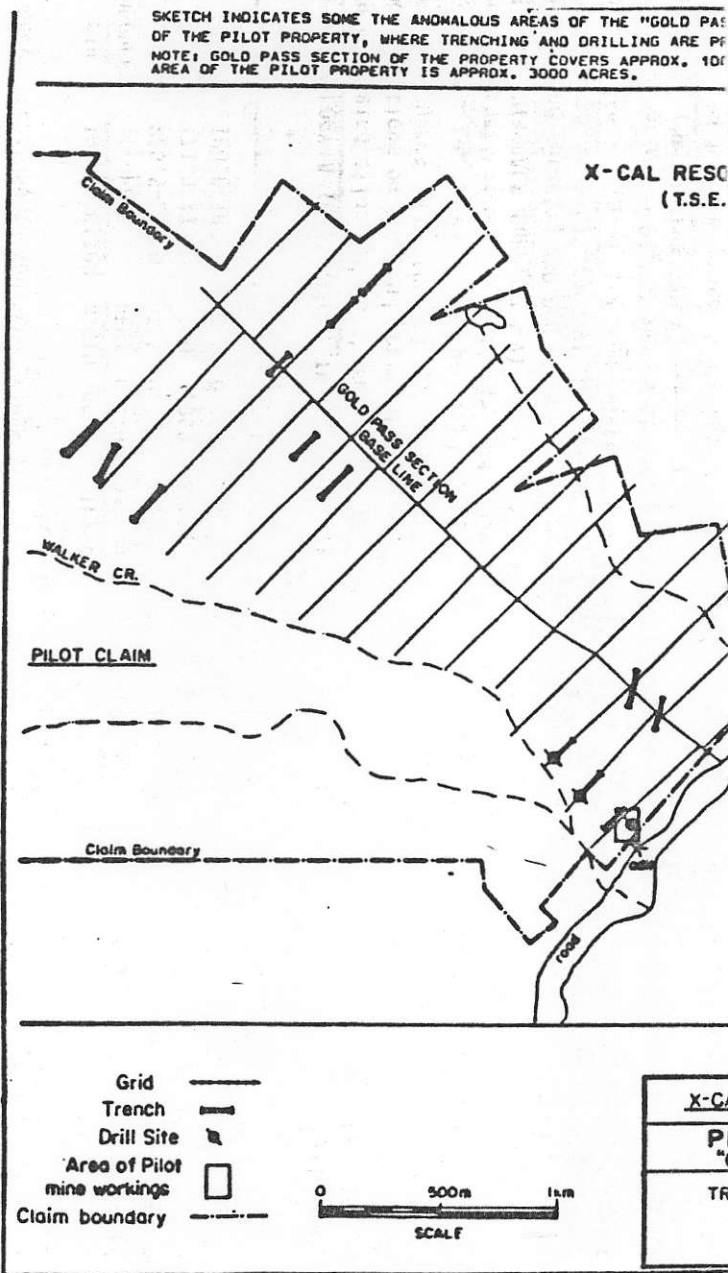 SKETCH INDICATES SOME THE ANOMALOUS AREAS OF THE "GOLD PAS
OF THE PILOT PROPERTY, WHERE TRENCHING AND DRILLING ARE PR
NOTE: GOLD PASS SECTION OF THE PROPERTY COVERS APPROX. 100
AREA OF THE PILOT PROPERTY IS APPROX. 3000 ACRES.
X-CAL RESO
(T.S.E.
Claim Boundary
GOLD PASS SECTION
BASE LINE
WALKER CR.
PILOT CLAIM
Claim Boundary
adit
road
Grid
Trench
Drill Site
Area of Pilot
mine workings
Claim boundary
0 500m 1km
SCALE
X-CA
P
"
TR